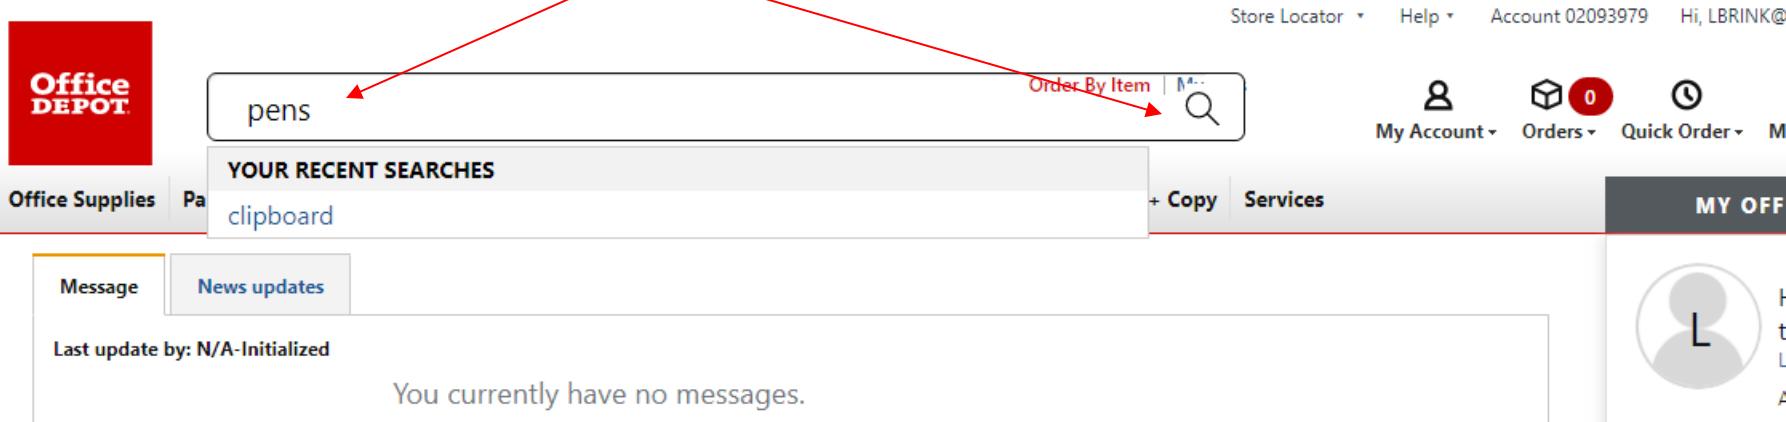 Store Locator Help Account 02093979 Hi, LBRINK@
Office
DEPOT
Order By Item
pens
0
My Account Orders Quick Order
YOUR RECENT SEARCHES
Office Supplies Pa + Copy Services
MY OFF
clipboard
Message News updates
L
Last update by: N/A-Initialized
You currently have no messages.